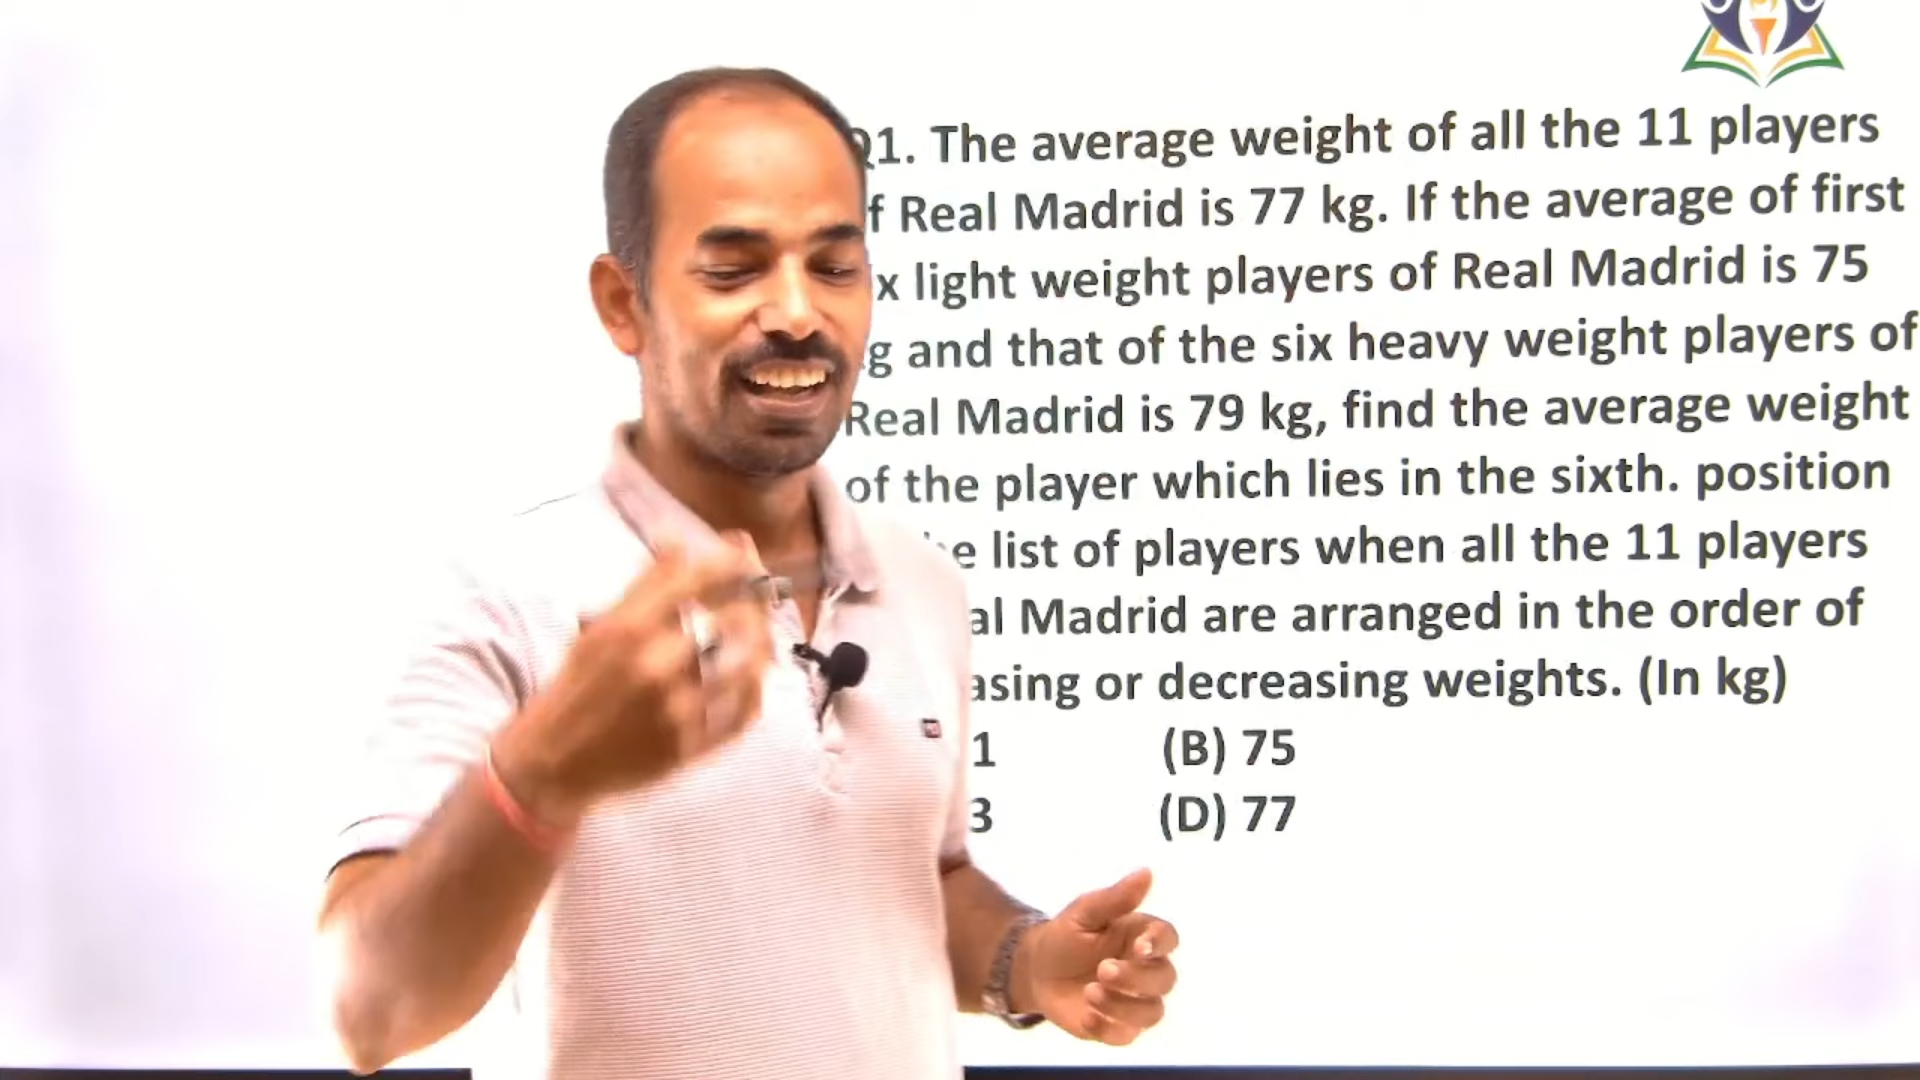 Q1. The average weight of all the 11 players
f Real Madrid is 77 kg. If the average of first
x light weight players of Real Madrid is 75
g and that of the six heavy weight players of
Real Madrid is 79 kg, find the average weight
of the player which lies in the sixth. position
e list of players when all the 11 players
al Madrid are arranged in the order of
asing or decreasing weights. (In kg)
1 (B) 75
3 (D) 77